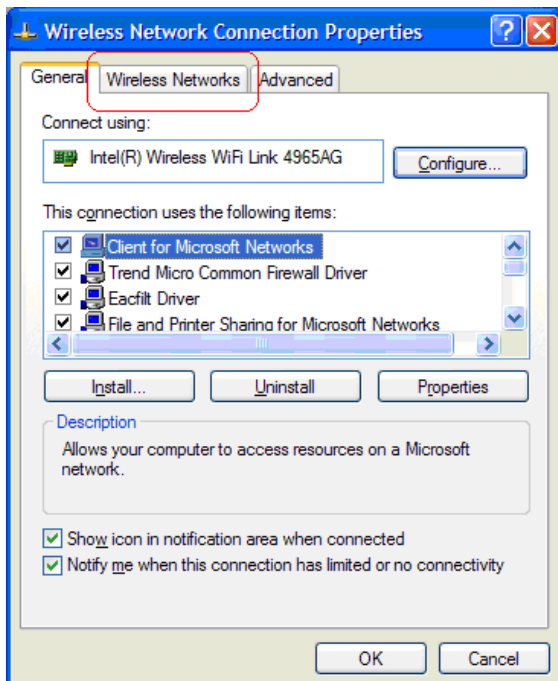 Wireless Network Connection Properties
General Wireless Networks Advanced
Connect using:
Intel(R) Wireless WiFi Link 4965AG Configure...
This connection uses the following items:
Client for Microsoft Networks
Trend Micro Common Firewall Driver
Eacfilt Driver
File and Printer Sharing for Microsoft Networks
Install... Uninstall Properties
Description
Allows your computer to access resources on a Microsoft
network.
Show icon in notification area when connected
Notify me when this connection has limited or no connectivity
OK Cancel